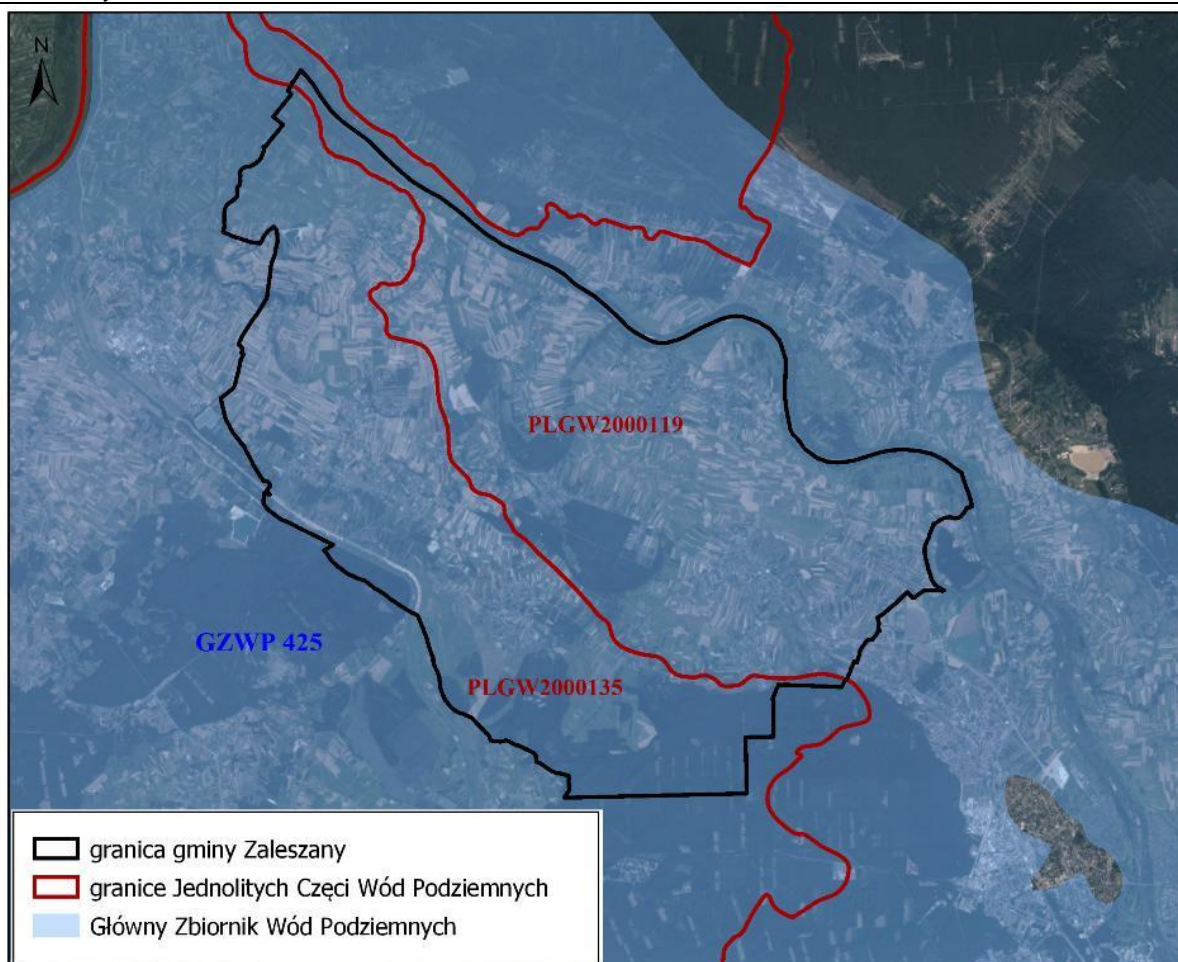 N
PLGW2000119
GZWP 425
PLGW2000135
granica gminy Zaleszany
granice Jednolitych Częci Wód Podziemnych
Główny Zbiornik Wód Podziemnych